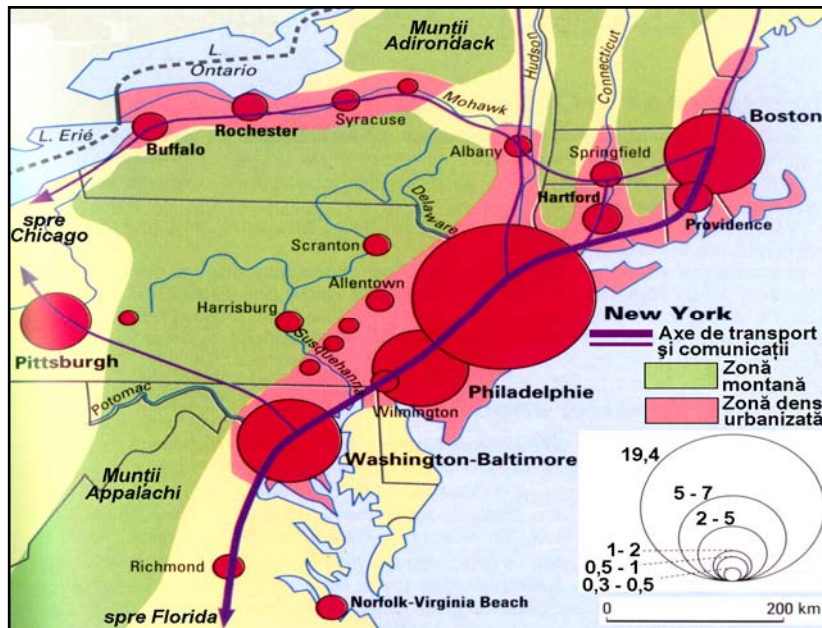 Munții
Adirondack
L.
Ontario
Hudson
Connecticut
Mohawk
Boston
L. Erié
Rochester
Syracuse
Buffalo
Albany
Springfield
Hartford
Providence
Delaware
spre
Chicago
Scranton
Allentown
Harrisburg
Susquehanna
Pittsburgh
New York
Axe de transport
şi comunicații
Zonă
montană
Zonă dens
urbanizată
Philadelphie
Wilmington
Potomac
Washington-Baltimore
Munții
Appalachi
19,4
5 - 7
2 - 5
1 - 2
0,5 - 1
0,3 - 0,5
Richmond
spre Florida
Norfolk-Virginia Beach
0 200 km